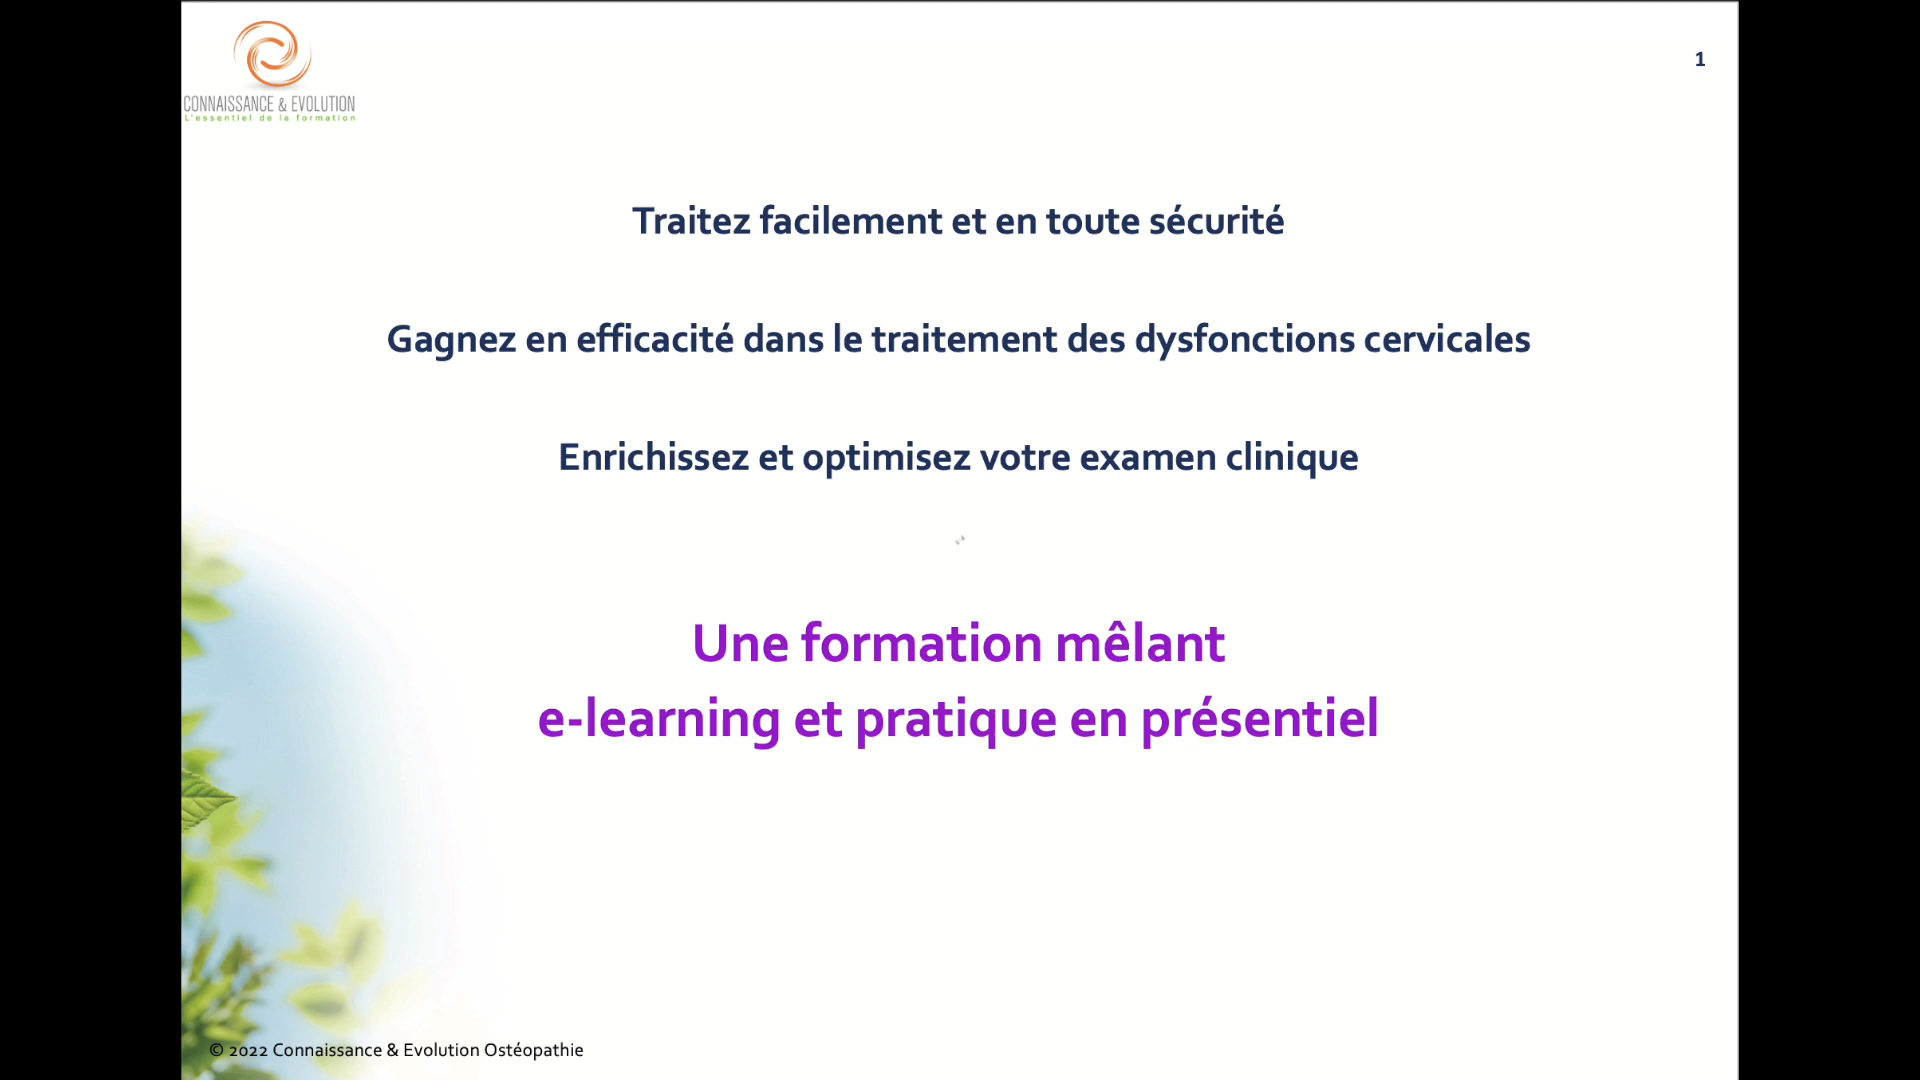 CONNAISSANCE & EVOLUTION
L'essentiel de la formation
1
Traitez facilement et en toute sécurité
Gagnez en efficacité dans le traitement des dysfonctions cervicales
Enrichissez et optimisez votre examen clinique
Une formation mêlant
e-learning et pratique en présentiel
© 2022 Connaissance & Evolution Ostéopathie